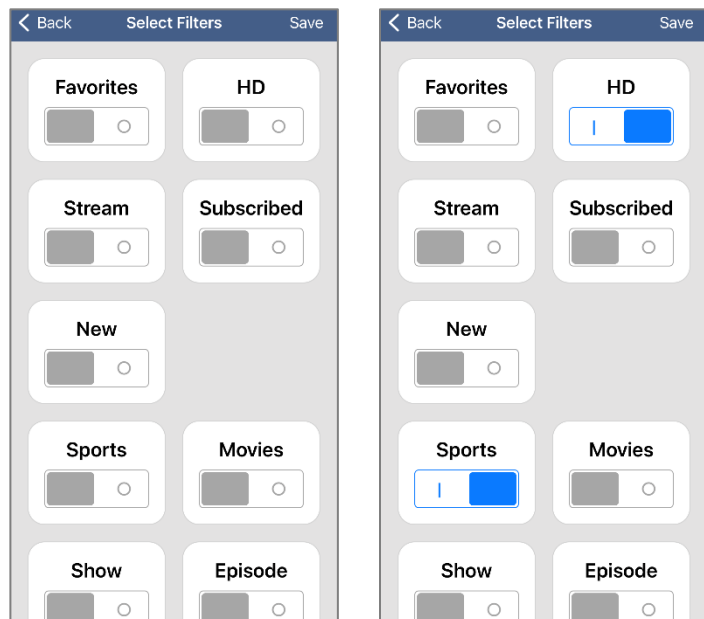 Back Select Filters Save
Favorites HD
Stream Subscribed
New
Sports Movies
Show Episode
Back Select Filters Save
Favorites HD
Stream Subscribed
New
Sports Movies
Show Episode